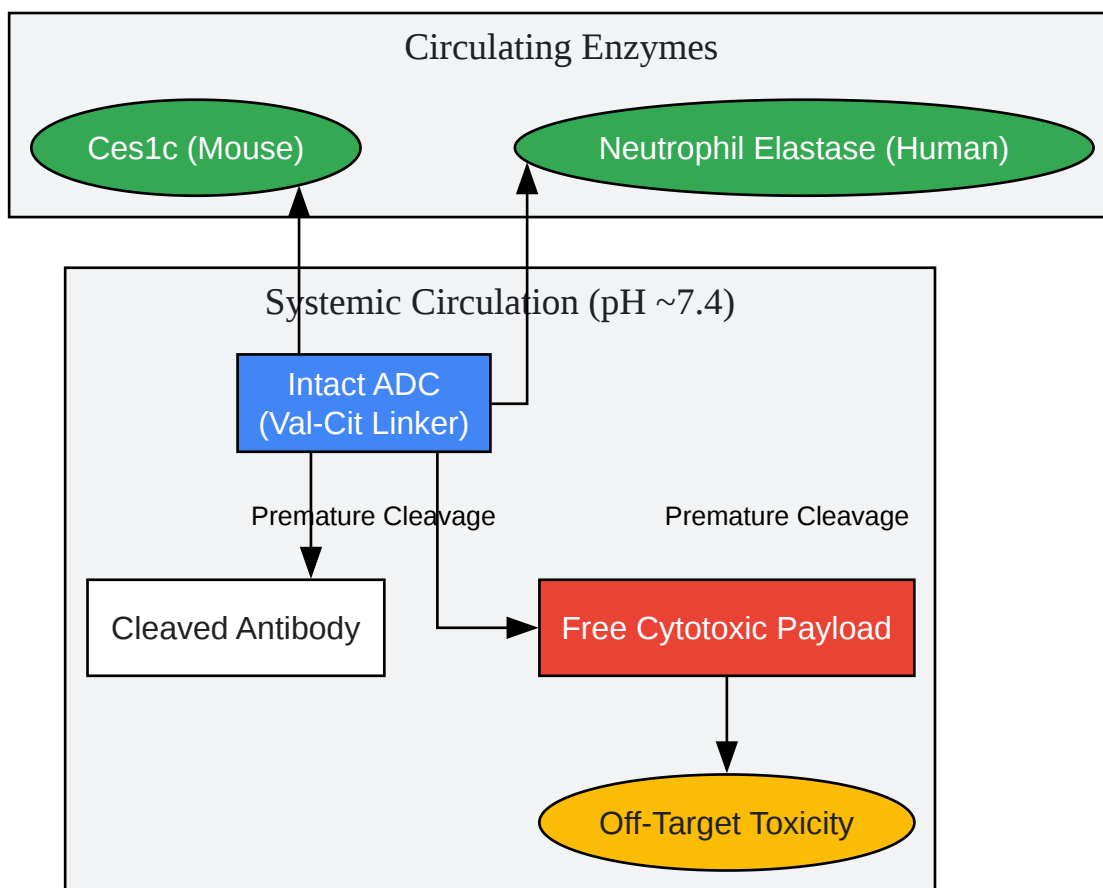 Circulating Enzymes
Ces1c (Mouse)
Neutrophil Elastase (Human)
Systemic Circulation (pH ~7.4)
Intact ADC
(Val-Cit Linker)
Premature Cleavage
Premature Cleavage
Cleaved Antibody
Free Cytotoxic Payload
Off-Target Toxicity